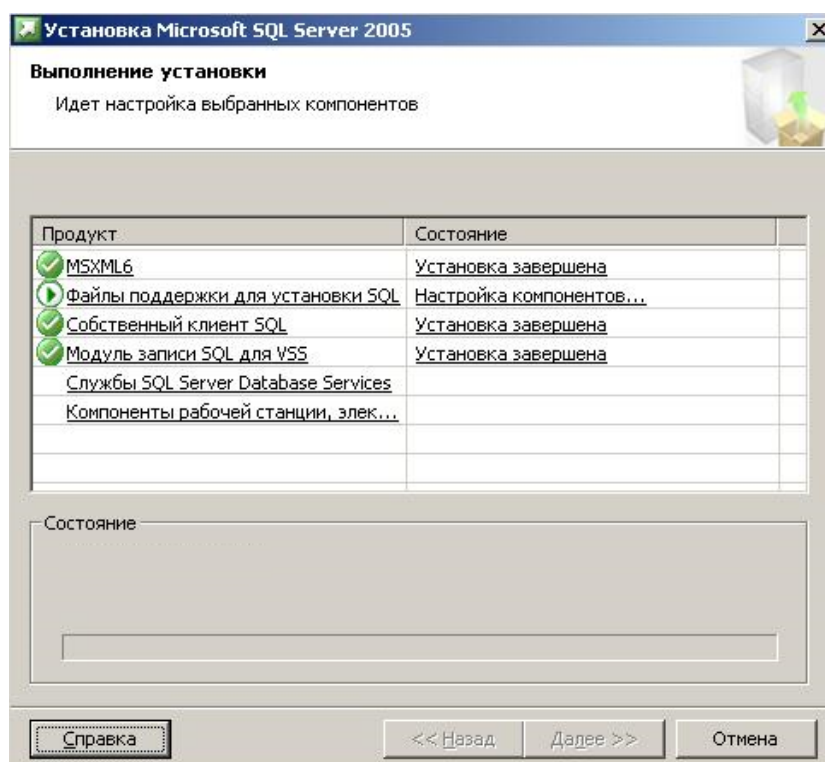 Установка Microsoft SQL Server 2005
Выполнение установки
Идет настройка выбранных компонентов
Продукт Состояние
MSXML6 Установка завершена
Файлы поддержки для установки SQL Настройка компонентов...
Собственный клиент SQL Установка завершена
Модуль записи SQL для VSS Установка завершена
Службы SQL Server Database Services
Компоненты рабочей станции, элек...
Состояние
Справка << Назад Далее >> Отмена